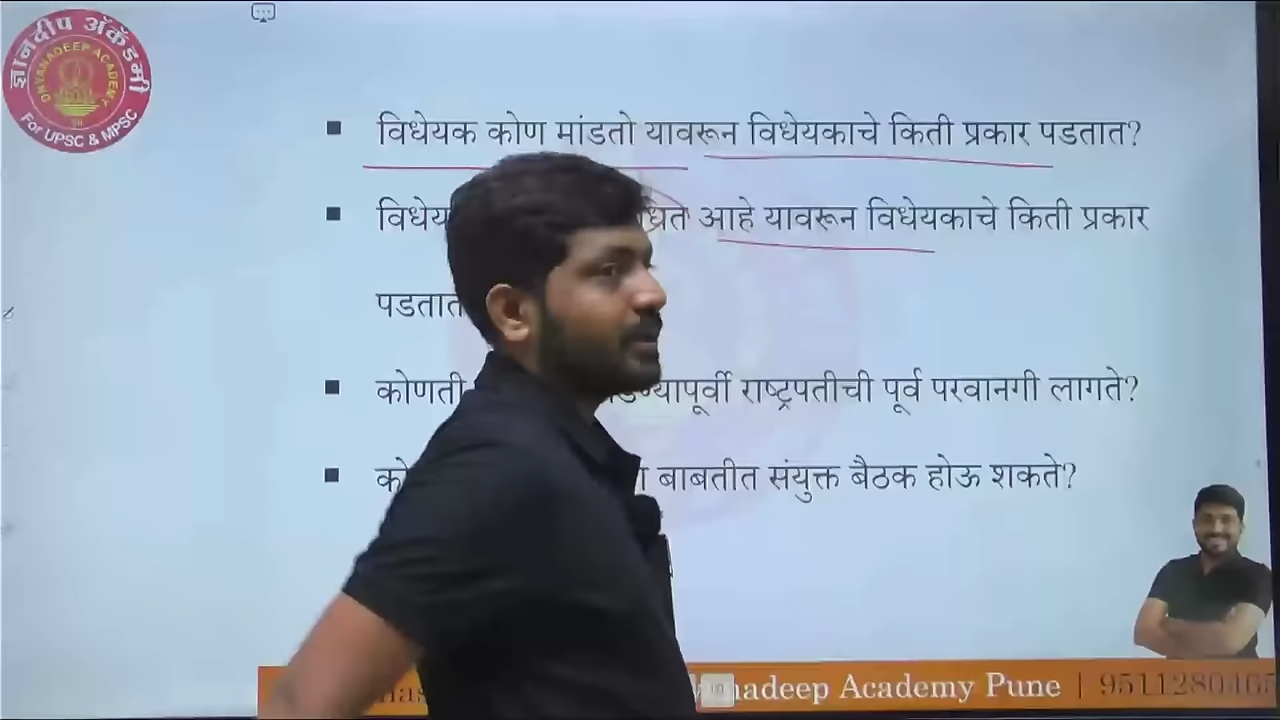 ज्ञानदीप ॲकॅडमी
DNYANADEEP ACADEMY
For UPSC & MPSC
▪ विधेयक कोण मांडतो यावरून विधेयकाचे किती प्रकार पडतात?
▪ आहे यावरून विधेयकाचे किती प्रकार
पडतात
▪ कोणती राष्ट्रपतीची पूर्व परवानगी लागते?
▪ बाबतीत संयुक्त बैठक होऊ शकते?
Academy Pune |